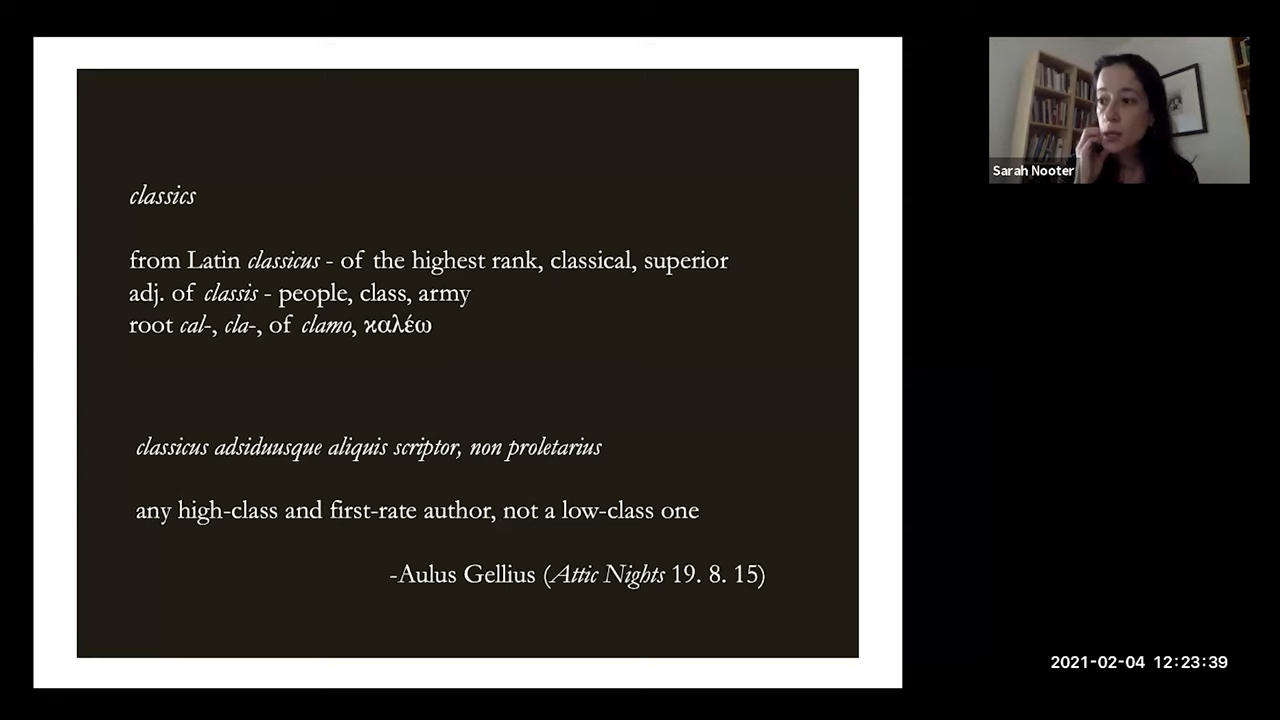 classics
from Latin classicus - of the highest rank, classical, superior
adj. of classis - people, class, army
root cal-, cla-, of clamo, καλέω
classicus adsiduusque aliquis scriptor, non proletarius
any high-class and first-rate author, not a low-class one
-Aulus Gellius (Attic Nights 19. 8. 15)
Sarah Nooter
2021-02-04 12:23:39